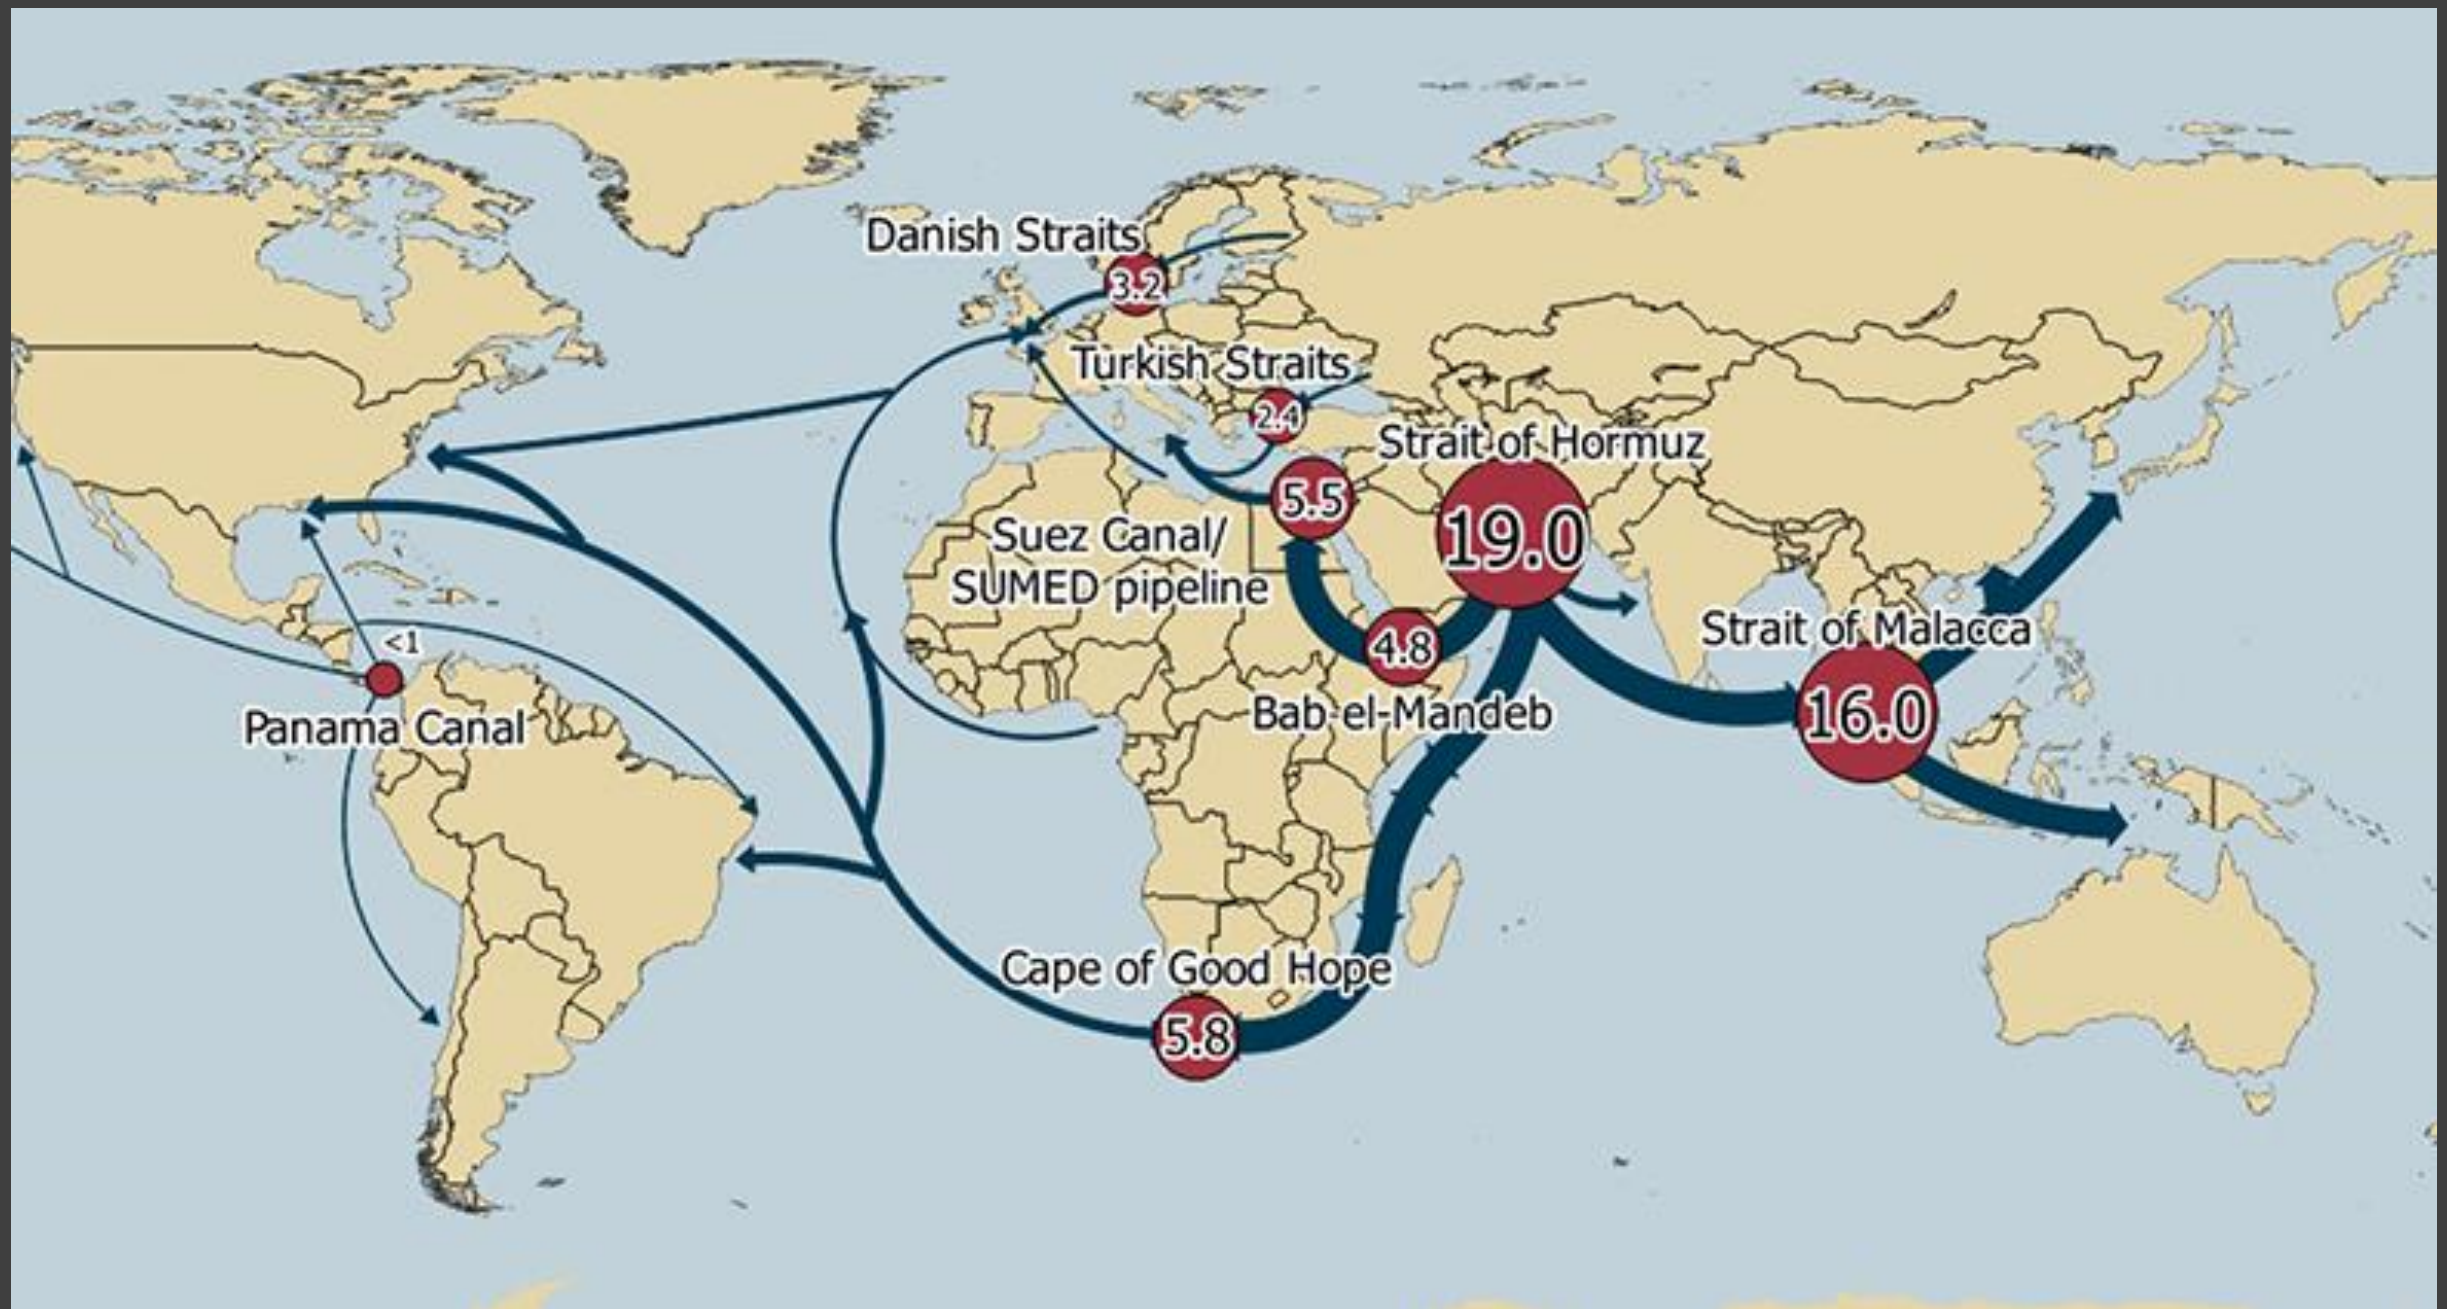 Danish Straits
3.2
Turkish Straits
2.4
Strait of Hormuz
5.5
19.0
Suez Canal/
SUMED pipeline
<1
4.8
Strait of Malacca
16.0
Panama Canal
Bab-el-Mandeb
Cape of Good Hope
5.8